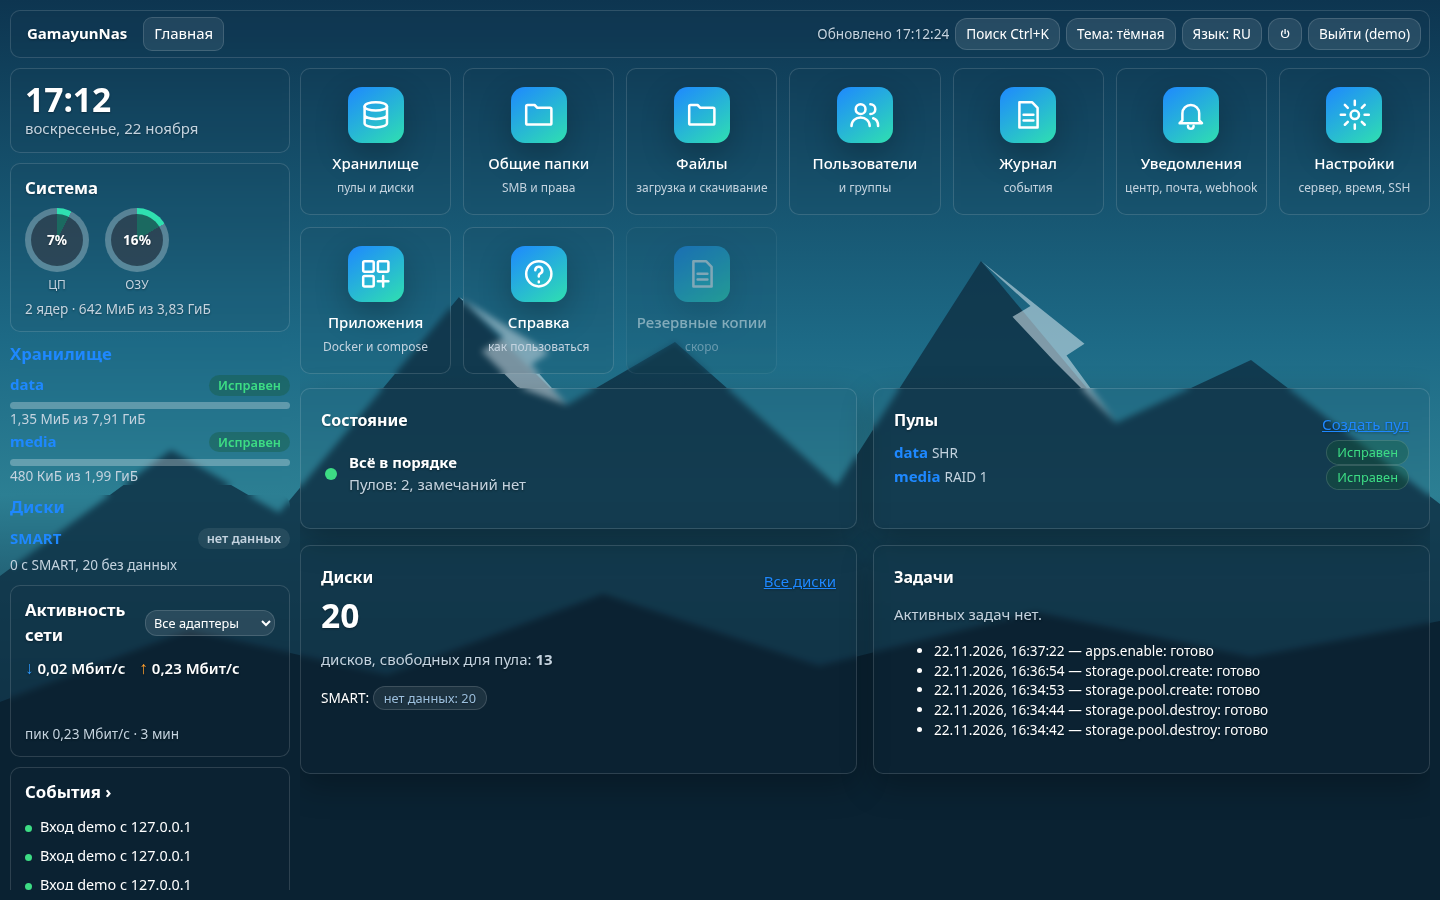 GamayunNas
Главная
Обновлено 17:12:24
Поиск Ctrl+K
Тема: тёмная
Язык: RU
Выйти (demo)
17:12
воскресенье, 22 ноября
Система
7%
16%
ЦП
ОЗУ
2 ядер · 642 МиБ из 3,83 ГиБ
Хранилище
data
Исправен
1,35 МиБ из 7,91 ГиБ
media
Исправен
480 КиБ из 1,99 ГиБ
Диски
SMART
нет данных
0 с SMART, 20 без данных
Активность
сети
Все адаптеры
↓ 0,02 Мбит/с ↑ 0,23 Мбит/с
пик 0,23 Мбит/с · 3 мин
События ›
Вход demo с 127.0.0.1
Вход demo с 127.0.0.1
Вход demo с 127.0.0.1
Хранилище
пулы и диски
Общие папки
SMB и права
Файлы
загрузка и скачивание
Пользователи
и группы
Журнал
события
Уведомления
центр, почта, webhook
Настройки
сервер, время, SSH
Приложения
Docker и compose
Справка
как пользоваться
Резервные копии
скоро
Состояние
Всё в порядке
Пулов: 2, замечаний нет
Пулы
Создать пул
data SHR
Исправен
media RAID 1
Исправен
Диски
Все диски
20
дисков, свободных для пула: 13
SMART: нет данных: 20
Задачи
Активных задач нет.
22.11.2026, 16:37:22 — apps.enable: готово
22.11.2026, 16:36:54 — storage.pool.create: готово
22.11.2026, 16:34:53 — storage.pool.create: готово
22.11.2026, 16:34:44 — storage.pool.destroy: готово
22.11.2026, 16:34:42 — storage.pool.destroy: готово